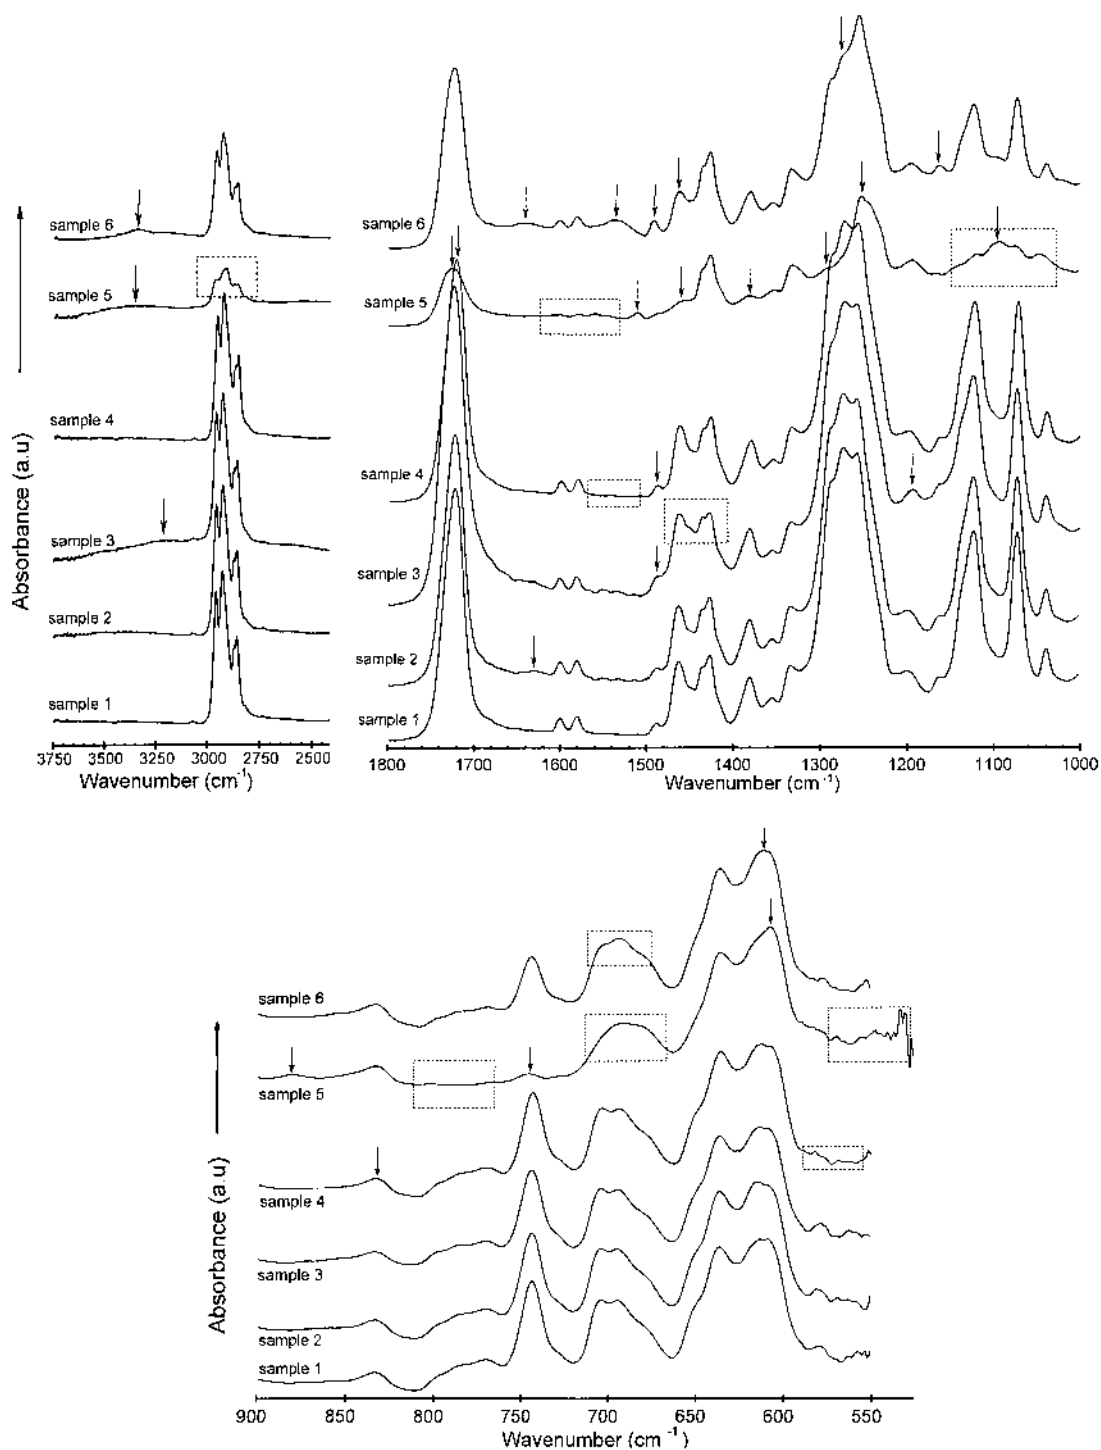 sample 6
sample 5
sample 4
sample 3
sample 2
sample 1
Absorbance (a.u)
3750 3500 3250 3000 2750 2500
Wavenumber (cm-1)
sample 6
sample 5
sample 4
sample 3
sample 2
sample 1
1800 1700 1600 1500 1400 1300 1200 1100 1000
Wavenumber (cm-1)
sample 6
sample 5
sample 4
sample 3
sample 2
sample 1
Absorbance (a.u)
900 850 800 750 700 650 600 550
Wavenumber (cm-1)